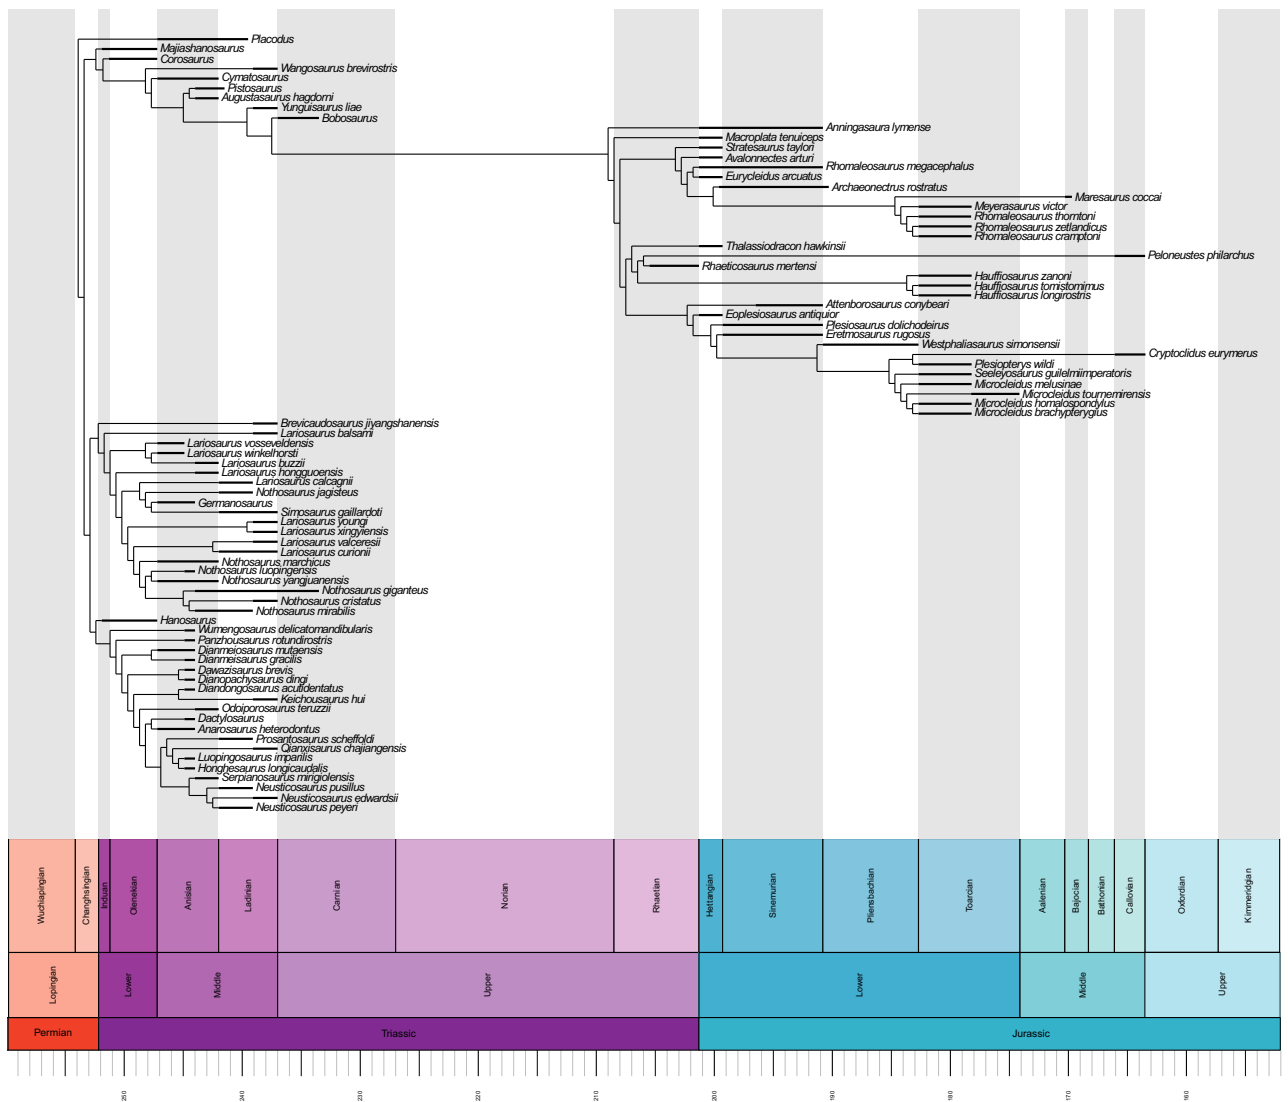 Placodus
Majiashanosaurus
Corosaurus
Wangosaurus brevirostris
Cymatosaurus
Pistosaurus
Augustasaurus hagdorni
Yunguisaurus liae
Bobosaurus
Anningasaura lymense
Macroplata tenuiceps
Stratesaurus taylori
Avalonnectes arturi
Rhomaleosaurus megacephalus
Eurycleidus arcuatus
Archaeonectrus rostratus
Maresaurus coccai
Meyerasaurus victor
Rhomaleosaurus thorntoni
Rhomaleosaurus zetlandicus
Rhomaleosaurus cramptoni
Thalassiodracon hawkinsii
Peloneustes philarchus
Rhaeticosaurus mertensi
Hauffiosaurus zanoni
Hauffiosaurus tomistomimus
Hauffiosaurus longirostris
Attenborosaurus conybeari
Eoplesiosaurus antiquior
Plesiosaurus dolichodeirus
Eretmosaurus rugosus
Westphaliasaurus simonsensii
Cryptoclidus eurymerus
Plesiopterys wildi
Seeleyosaurus guilelmiimperatoris
Microcleidus melusinae
Microcleidus tournemirensis
Microcleidus homalospondylus
Microcleidus brachypterygius
Brevicaudosaurus jiyangshanensis
Lariosaurus balsami
Lariosaurus vosseveldensis
Lariosaurus winkelhorsti
Lariosaurus buzzii
Lariosaurus hongguoensis
Lariosaurus calcagnii
Nothosaurus jagisteus
Germanosaurus
Simosaurus gaillardoti
Lariosaurus youngi
Lariosaurus xingyiensis
Lariosaurus valceresii
Lariosaurus curionii
Nothosaurus marchicus
Nothosaurus luopingensis
Nothosaurus yangjuanensis
Nothosaurus giganteus
Nothosaurus cristatus
Nothosaurus mirabilis
Hanosaurus
Wumengosaurus delicatomandibularis
Panzhousaurus rotundirostris
Dianmeiosaurus mutaensis
Dianmeisaurus gracilis
Dawazisaurus brevis
Dianopachysaurus dingi
Diandongosaurus acutidentatus
Keichousaurus hui
Odoiporosaurus teruzzii
Dactylosaurus
Anarosaurus heterodontus
Prosantosaurus scheffoldi
Qianxisaurus chajiangensis
Luopingosaurus imparilis
Honghesaurus longicaudalis
Serpianosaurus mirigiolensis
Neusticosaurus pusillus
Neusticosaurus edwardsii
Neusticosaurus peyeri
Wuchiapingian Changhsingian Induan Olenekian Anisian Ladinian Carnian Norian Rhaetian Hettangian Sinemurian Pliensbachian Toarcian Aalenian Bajocian Bathonian Callovian Oxfordian Kimmeridgian
Lopingian Lower Middle Upper Lower Middle Upper
Permian Triassic Jurassic
250 240 230 220 210 200 190 180 170 160